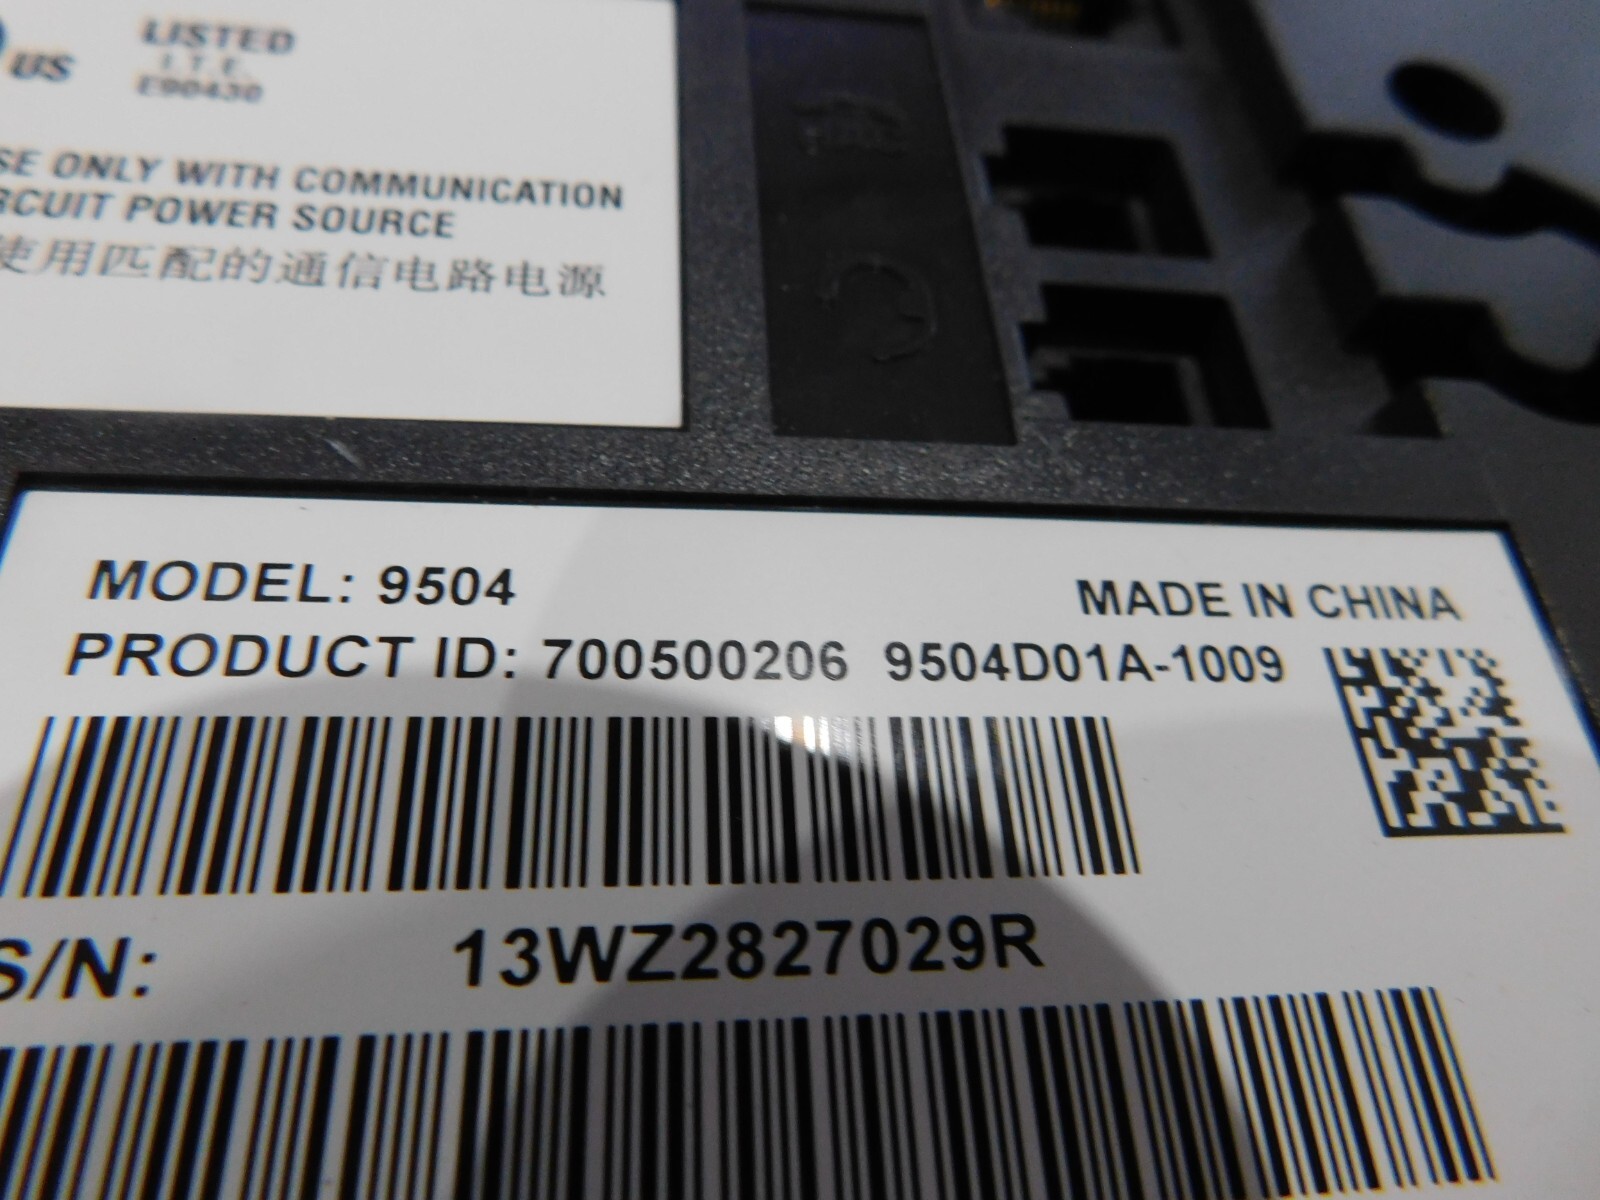 US
LISTED
I.T.E.
E90430
SE ONLY WITH COMMUNICATION
RCUIT POWER SOURCE
使用匹配的通信电路电源
MODEL: 9504
MADE IN CHINA
PRODUCT ID: 700500206 9504D01A-1009
S/N: 13WZ2827029R